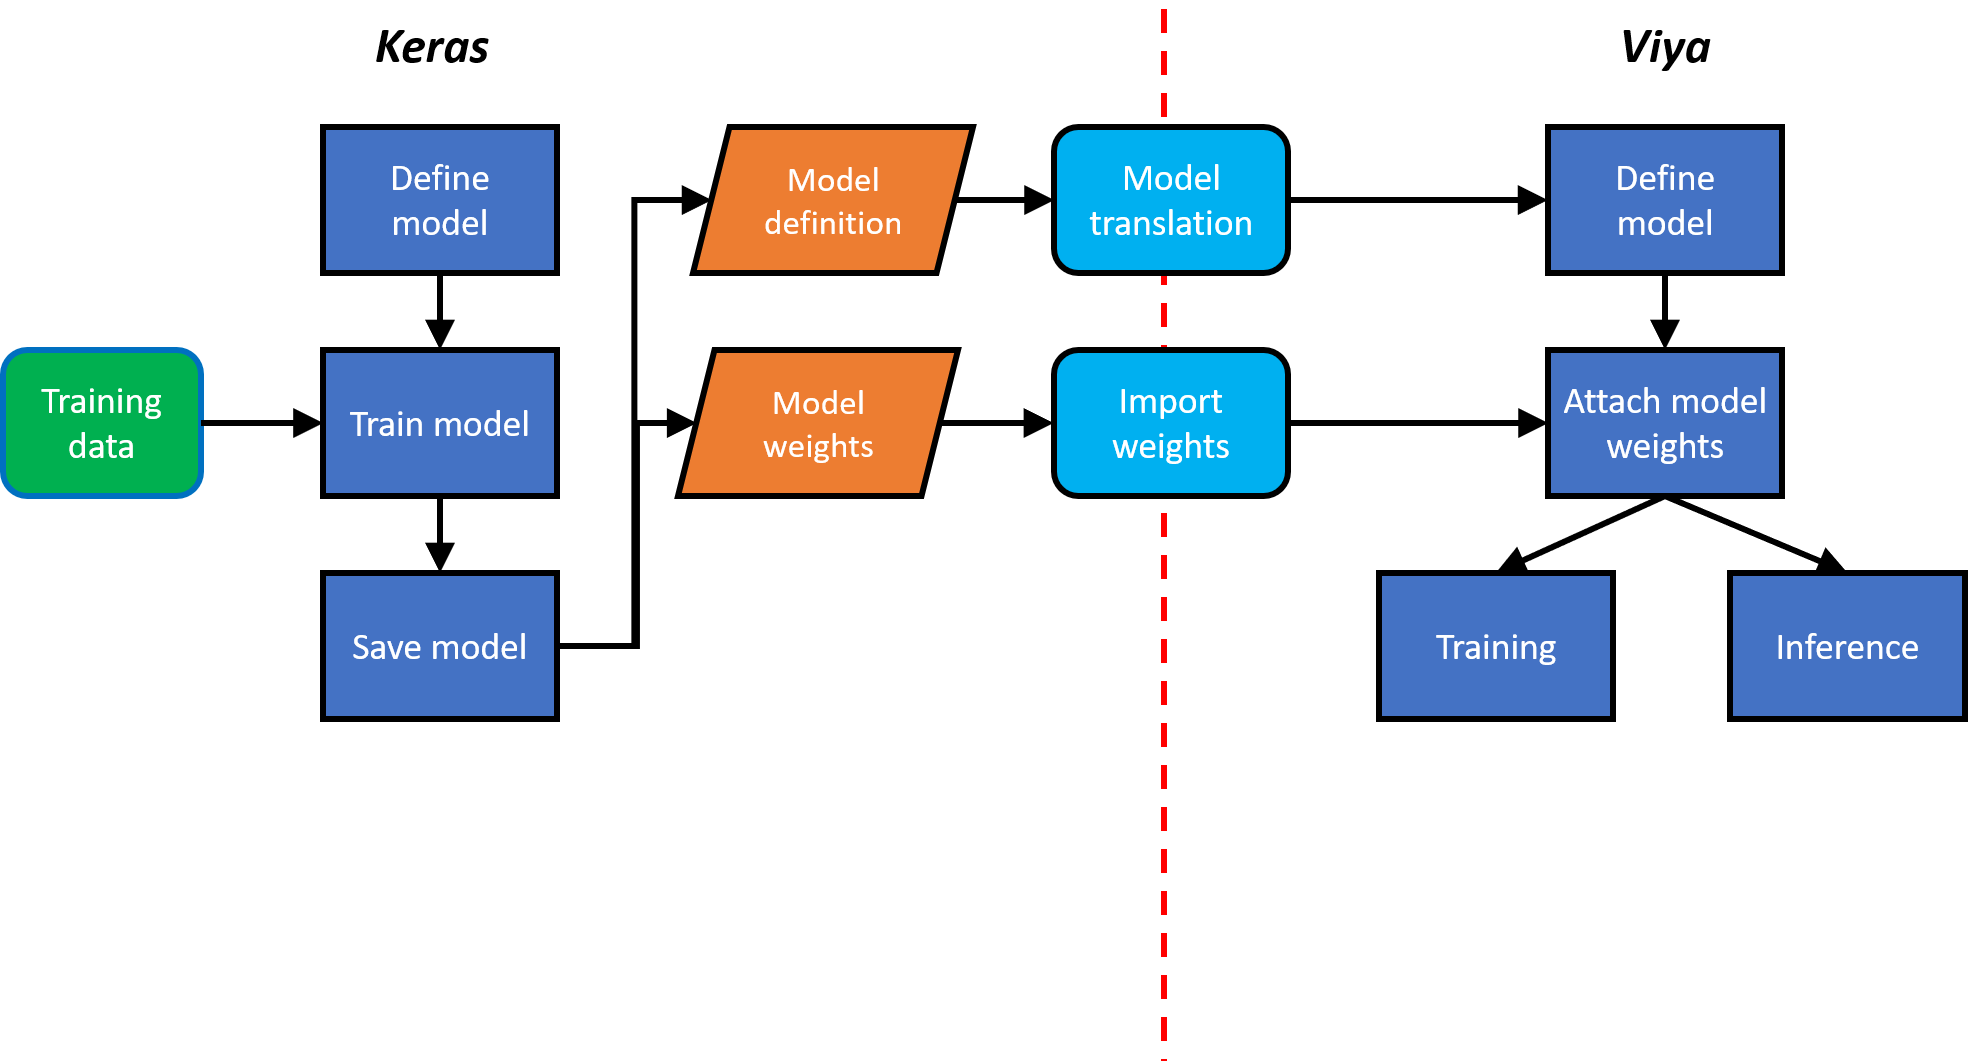 Keras
Viya
Define
model
Model
definition
Model
translation
Define
model
Training
data
Train model
Model
weights
Import
weights
Attach model
weights
Save model
Training
Inference